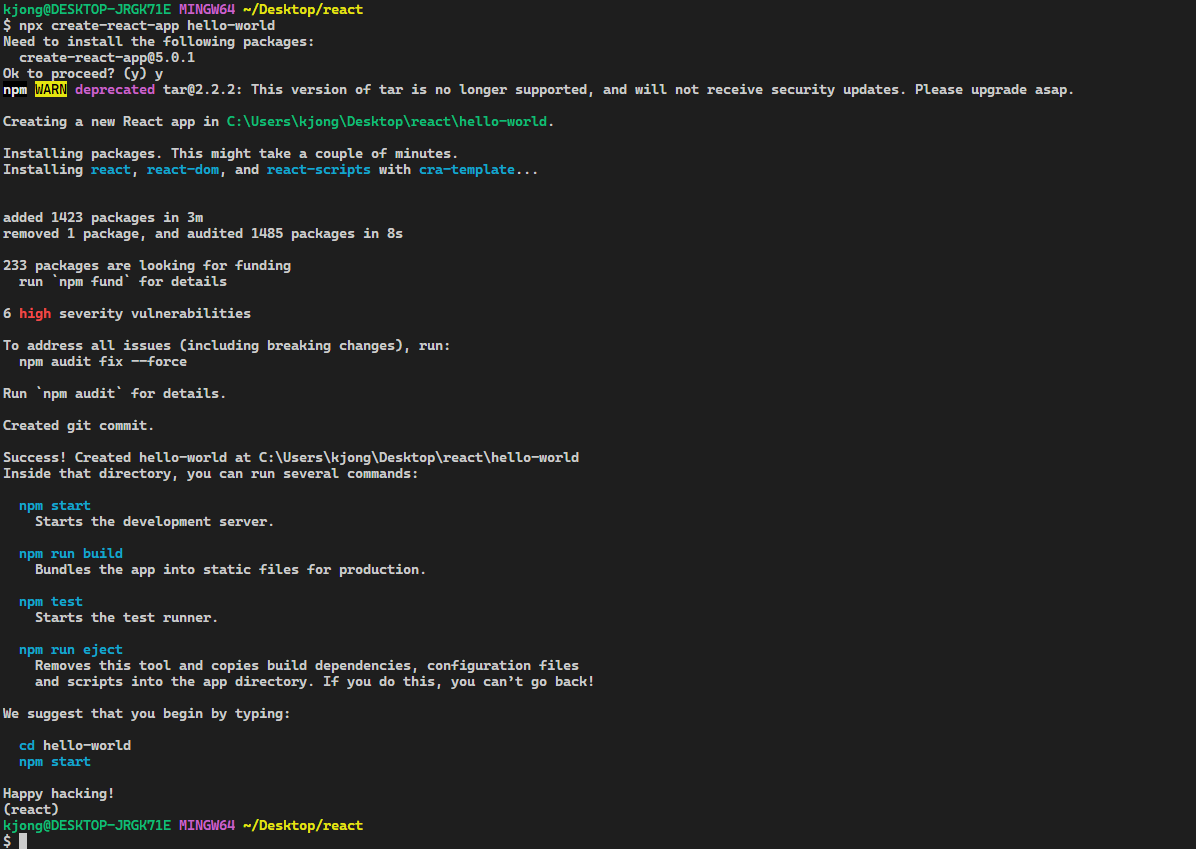 kjong@DESKTOP-JRGK71E MINGW64 ~/Desktop/react
$ npx create-react-app hello-world
Need to install the following packages:
  create-react-app@5.0.1
Ok to proceed? (y) y
npm WARN deprecated tar@2.2.2: This version of tar is no longer supported, and will not receive security updates. Please upgrade asap.

Creating a new React app in C:\Users\kjong\Desktop\react\hello-world.

Installing packages. This might take a couple of minutes.
Installing react, react-dom, and react-scripts with cra-template...


added 1423 packages in 3m
removed 1 package, and audited 1485 packages in 8s

233 packages are looking for funding
  run `npm fund` for details

6 high severity vulnerabilities

To address all issues (including breaking changes), run:
  npm audit fix --force

Run `npm audit` for details.

Created git commit.

Success! Created hello-world at C:\Users\kjong\Desktop\react\hello-world
Inside that directory, you can run several commands:

  npm start
    Starts the development server.

  npm run build
    Bundles the app into static files for production.

  npm test
    Starts the test runner.

  npm run eject
    Removes this tool and copies build dependencies, configuration files
    and scripts into the app directory. If you do this, you can’t go back!

We suggest that you begin by typing:

  cd hello-world
  npm start

Happy hacking!
(react)
kjong@DESKTOP-JRGK71E MINGW64 ~/Desktop/react
$